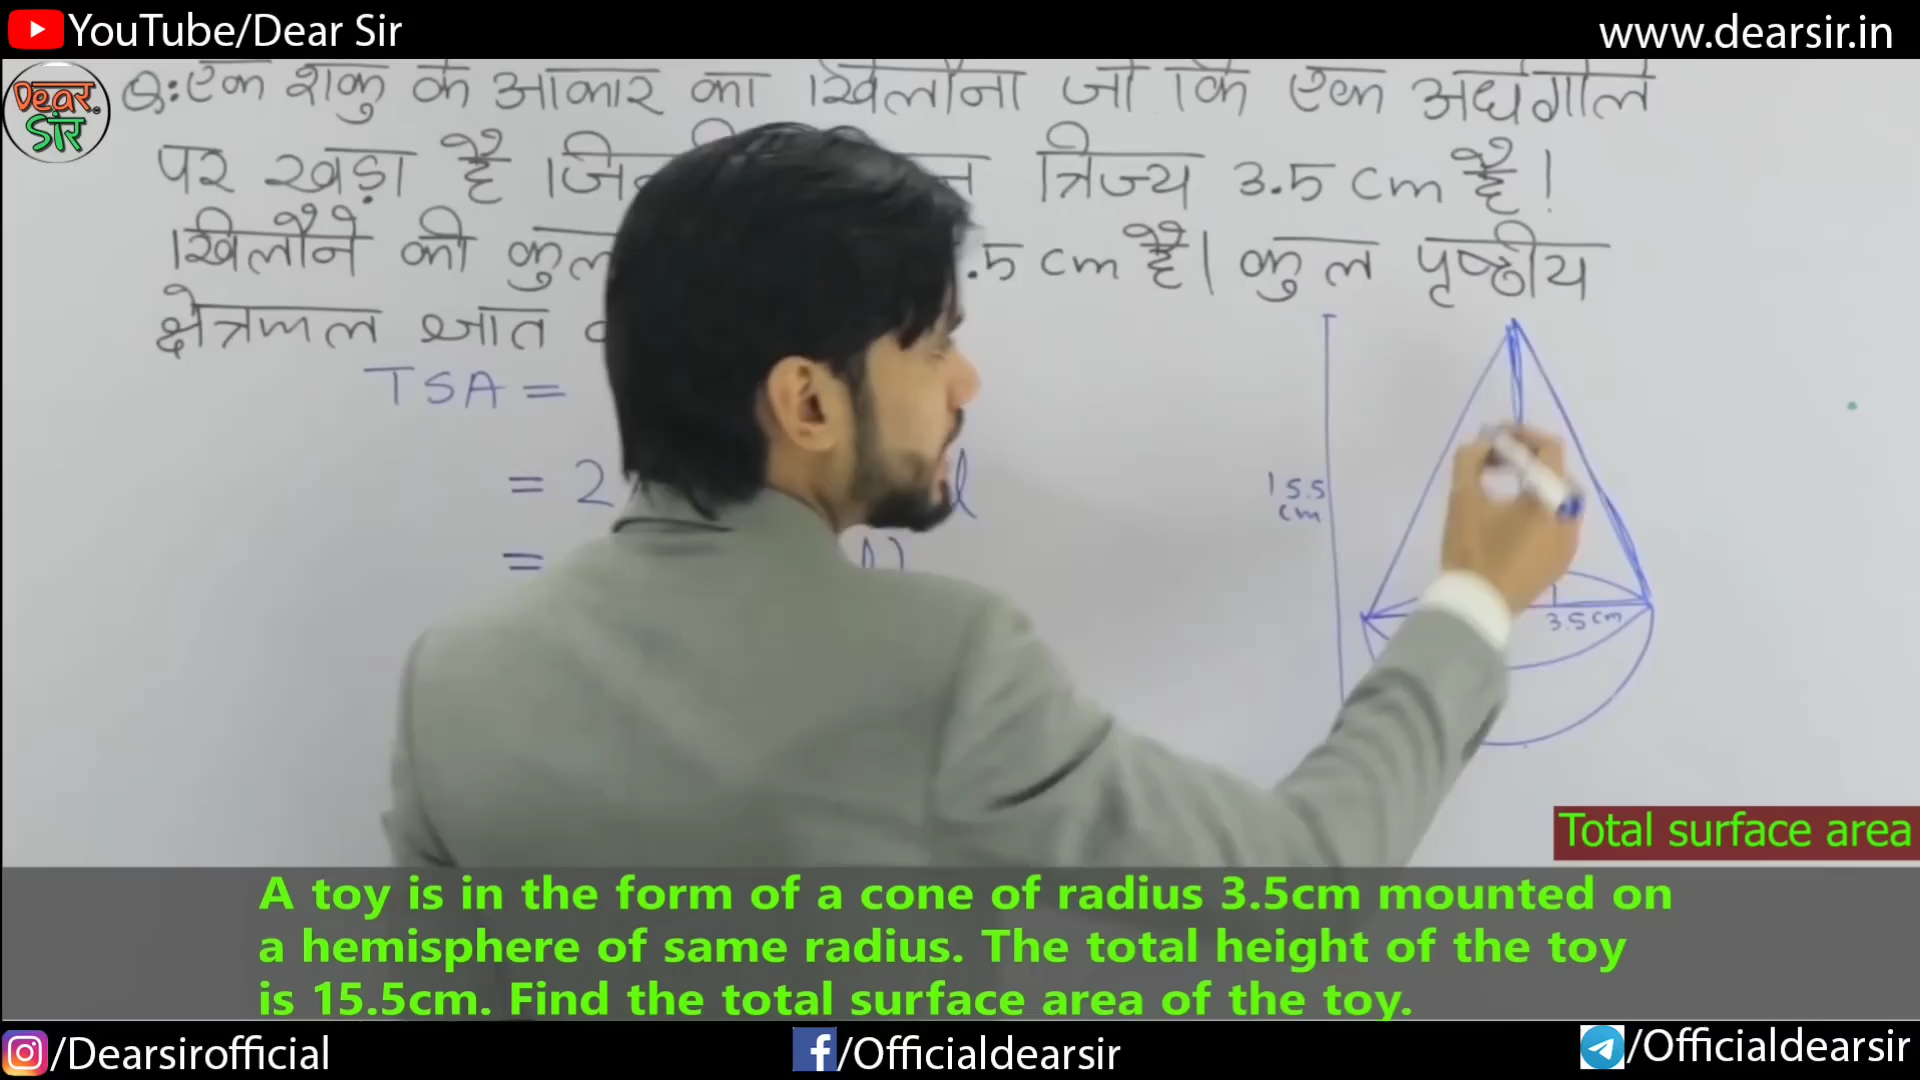 YouTube/Dear Sir
www.dearsir.in
Dear
सर
Q:एक शंकु के आकार का खिलौना जो कि एक अर्धगोले
पर खड़ा है त्रिज्य 3.5 cm है।
खिलौने की कुल .5 cm है। कुल पृष्ठीय
क्षेत्रफल ज्ञात
TSA =
= 2 l
= l)
15.5
cm
3.5 cm
Total surface area
A toy is in the form of a cone of radius 3.5cm mounted on
a hemisphere of same radius. The total height of the toy
is 15.5cm. Find the total surface area of the toy.
/Dearsirofficial
/Officialdearsir
/Officialdearsir